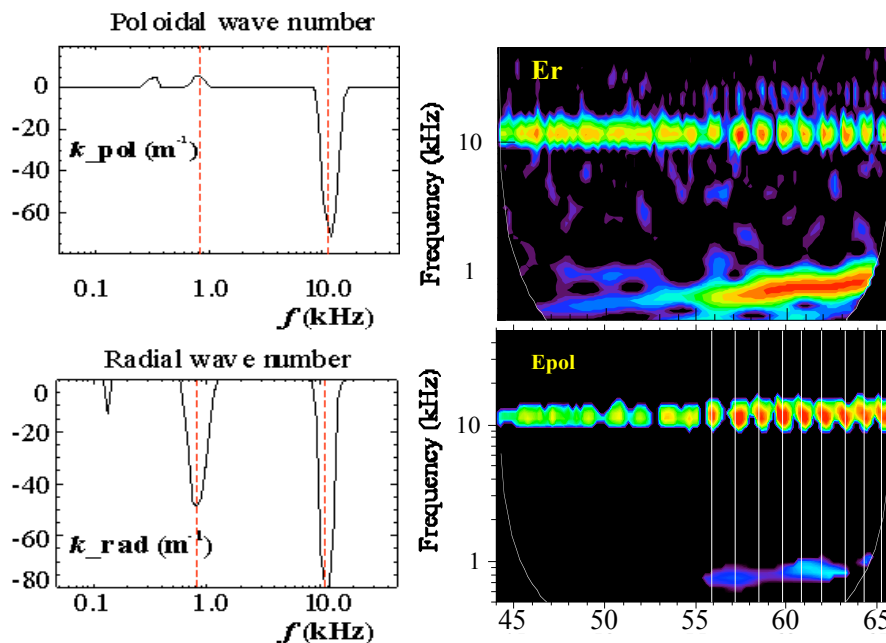 Poloidal wave number
0
-20
-40
-60
k_pol (m⁻¹)
0.1 1.0 10.0
f (kHz)
Radial wave number
0
-20
-40
-60
-80
k_rad (m⁻¹)
0.1 1.0 10.0
f (kHz)
Er
Frequency (kHz)
10
1
Epol
Frequency (kHz)
10
1
45 50 55 60 65